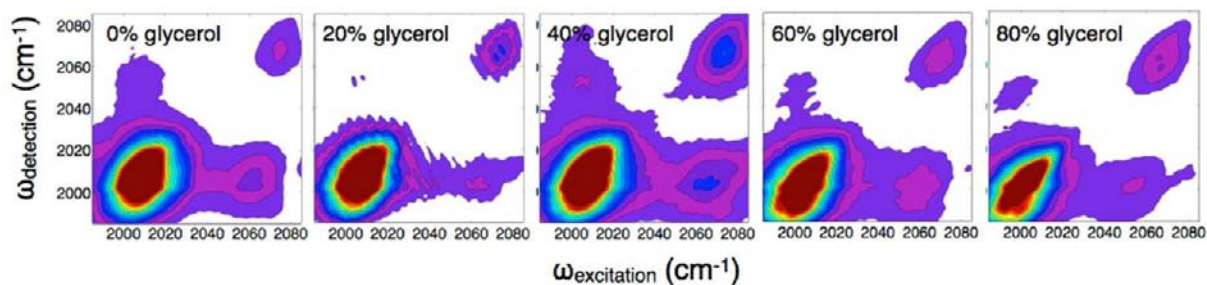 0% glycerol 20% glycerol 40% glycerol 60% glycerol 80% glycerol
2080
2060
2040
2020
2000
ωdetection (cm-1)
2000 2020 2040 2060 2080 2000 2020 2040 2060 2080 2000 2020 2040 2060 2080 2000 2020 2040 2060 2080 2000 2020 2040 2060 2080
ωexcitation (cm-1)